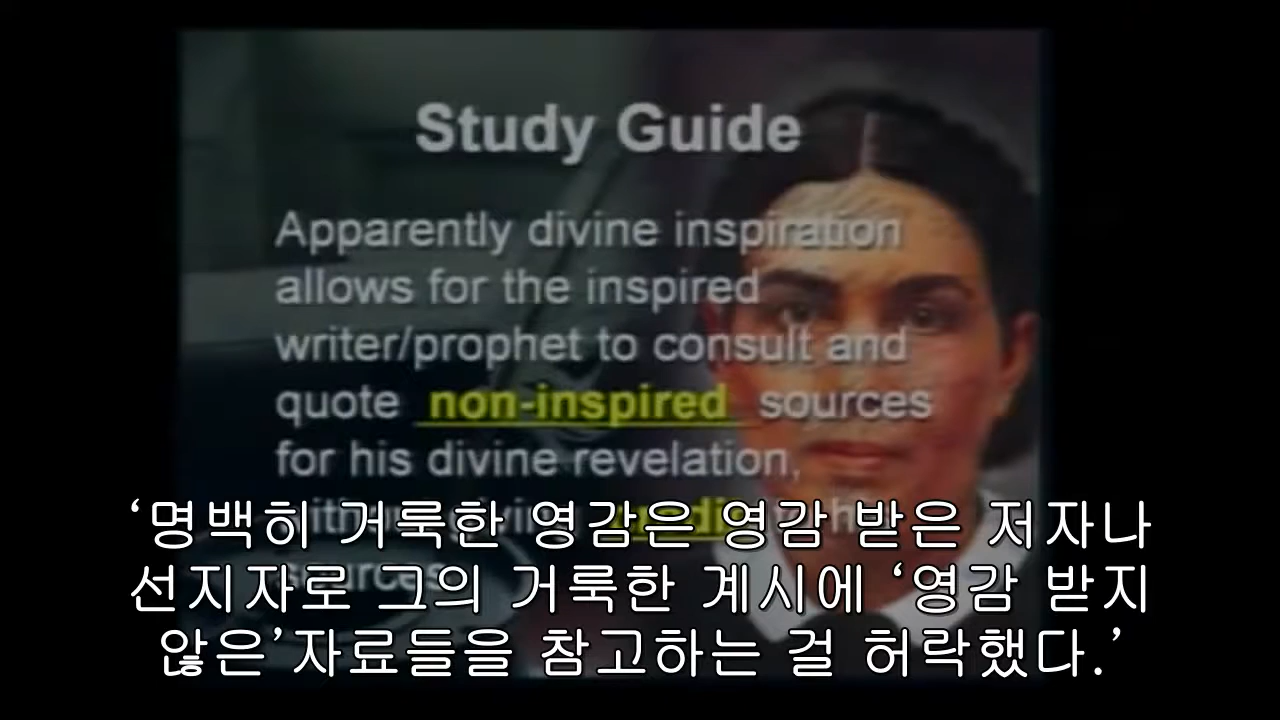 Study Guide
Apparently divine inspiration
allows for the inspired
writer/prophet to consult and
quote non-inspired sources
for his divine revelation,
‘명백히 거룩한 영감은 영감 받은 저자나
선지자로 그의 거룩한 계시에 ‘영감 받지
않은’자료들을 참고하는 걸 허락했다.’